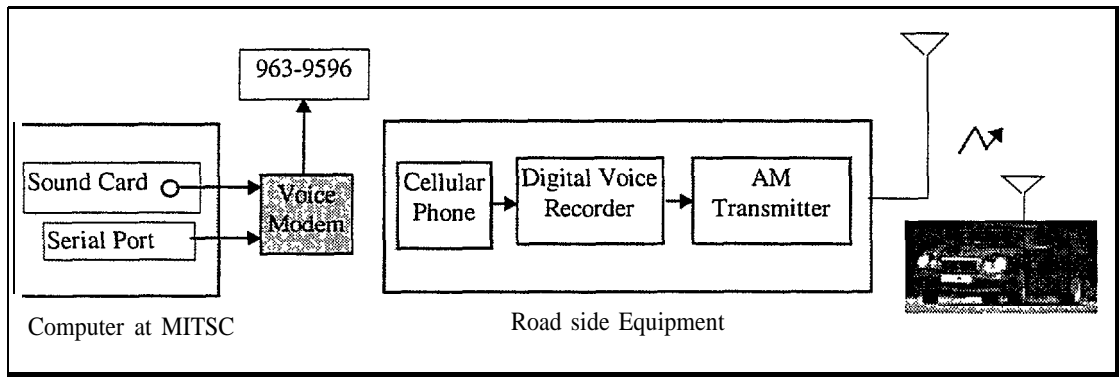 963-9596
Sound Card
Serial Port
Voice
Modem
Cellular
Phone
Digital Voice
Recorder
AM
Transmitter
Computer at MITSC
Road side Equipment